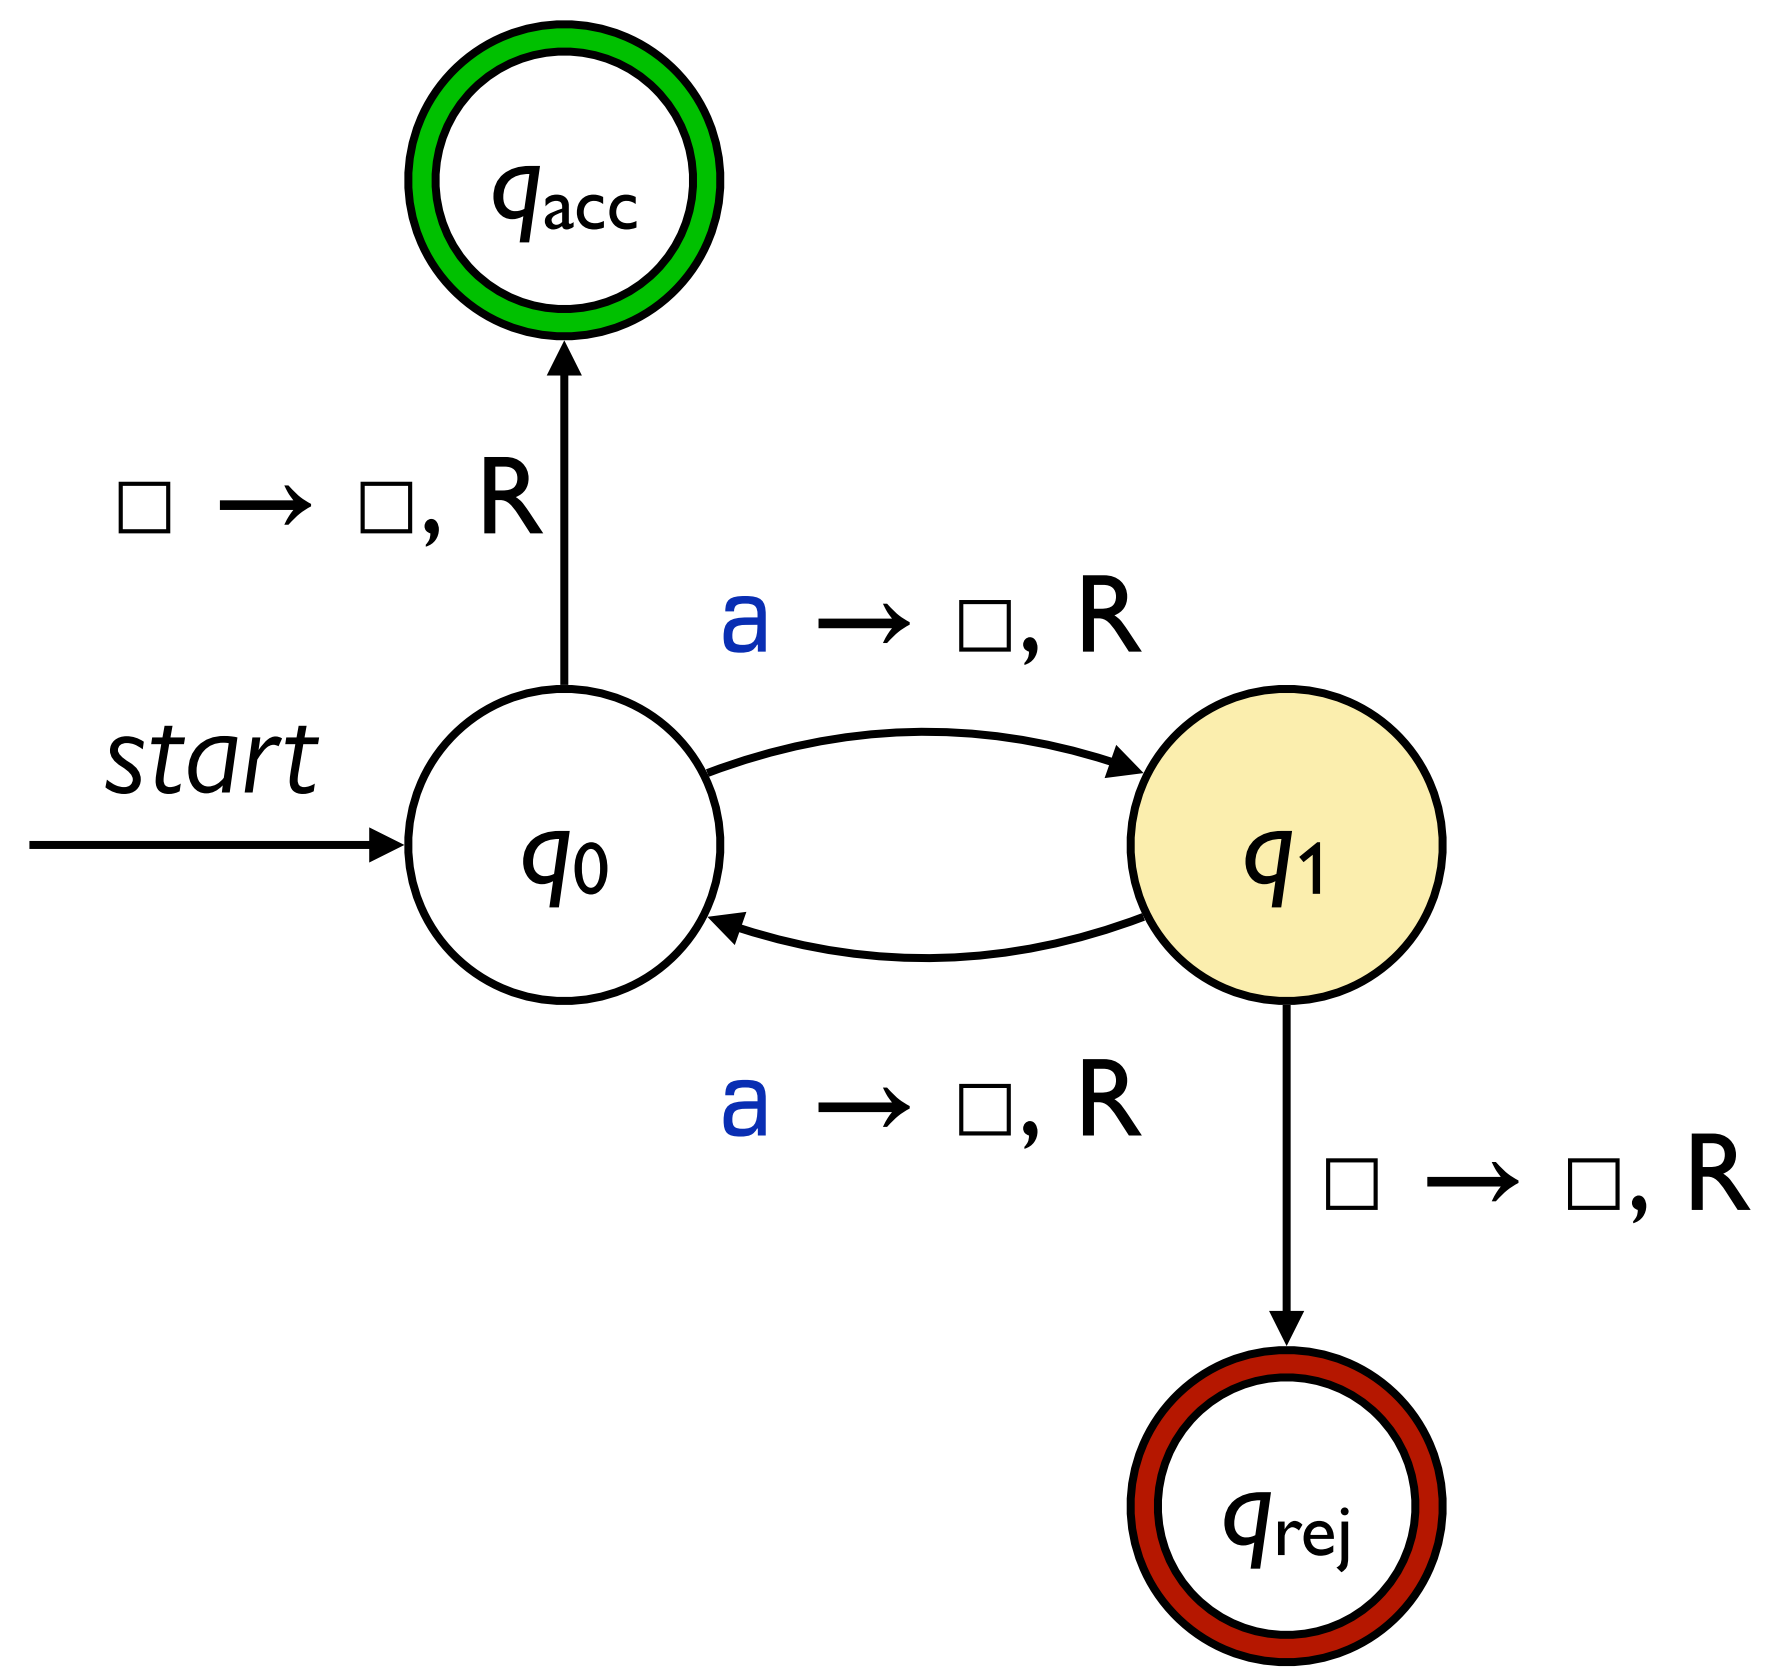 qacc
□ → □, R
a → □, R
start
q0
q1
a → □, R
□ → □, R
qrej